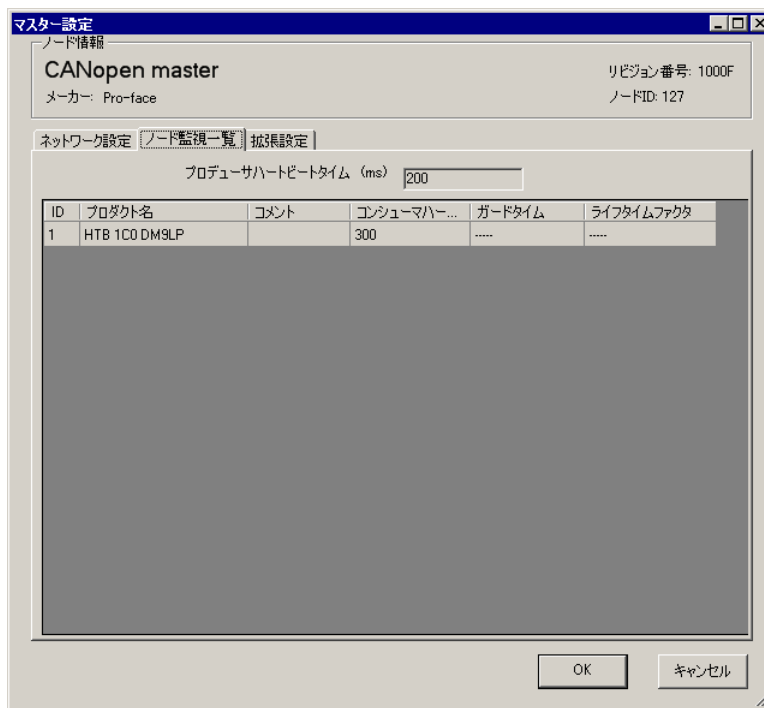 マスター設定
ノード情報
CANopen master
リビジョン番号: 1000F
メーカー: Pro-face
ノードID: 127
ネットワーク設定 ノード監視一覧 拡張設定
プロデューサハートビートタイム (ms) 200
ID プロダクト名 コメント コンシューマハー... ガードタイム ライフタイムファクタ
1 HTB 1C0 DM9LP 300 ----- -----
OK キャンセル